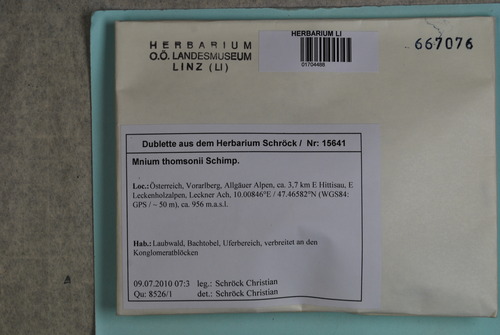 HERBARIUM
O.Ö. LANDESMUSEUM
LINZ (LI)
HERBARIUM LI
01704488
667076
Dublette aus dem Herbarium Schröck / Nr: 15641
Mnium thomsonii Schimp.
Loc.:Österreich, Vorarlberg, Allgäuer Alpen, ca. 3,7 km E Hittisau, E
Leckenholzalpen, Leckner Ach, 10.00846°E / 47.46582°N (WGS84:
GPS / ~ 50 m), ca. 956 m.a.s.l.
Hab.:Laubwald, Bachtobel, Uferbereich, verbreitet an den
Konglomeratblöcken
09.07.2010 07:3 leg.: Schröck Christian
Qu: 8526/1 det.: Schröck Christian